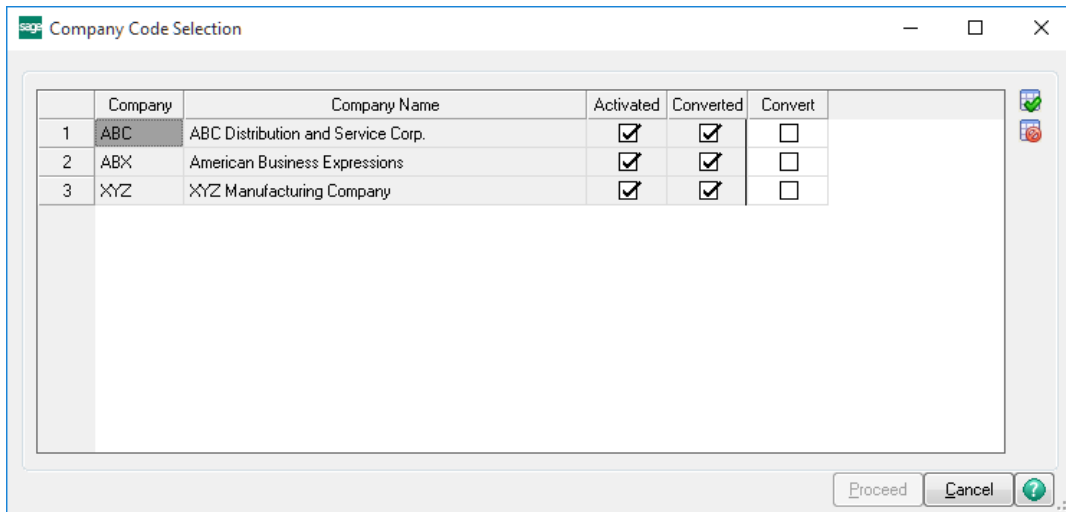 sage Company Code Selection
Company Company Name Activated Converted Convert
1 ABC ABC Distribution and Service Corp.
2 ABX American Business Expressions
3 XYZ XYZ Manufacturing Company
Proceed Cancel ?